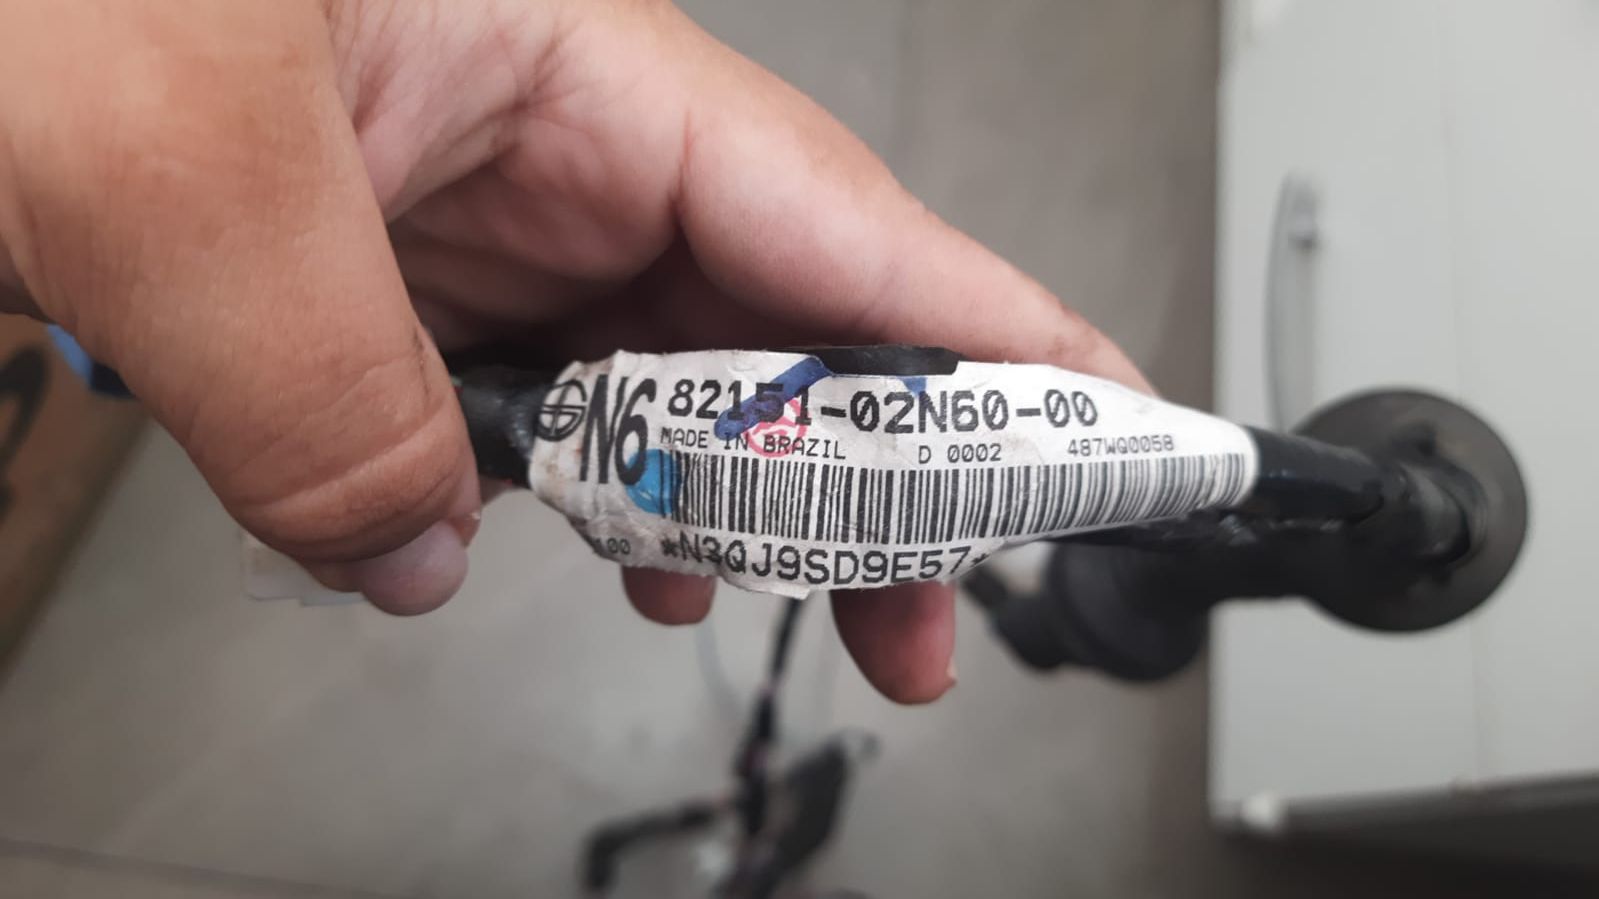 N6 82151-02N60-00
MADE IN BRAZIL D 0002 487WQ0058
*N3QJ9SD9E57*